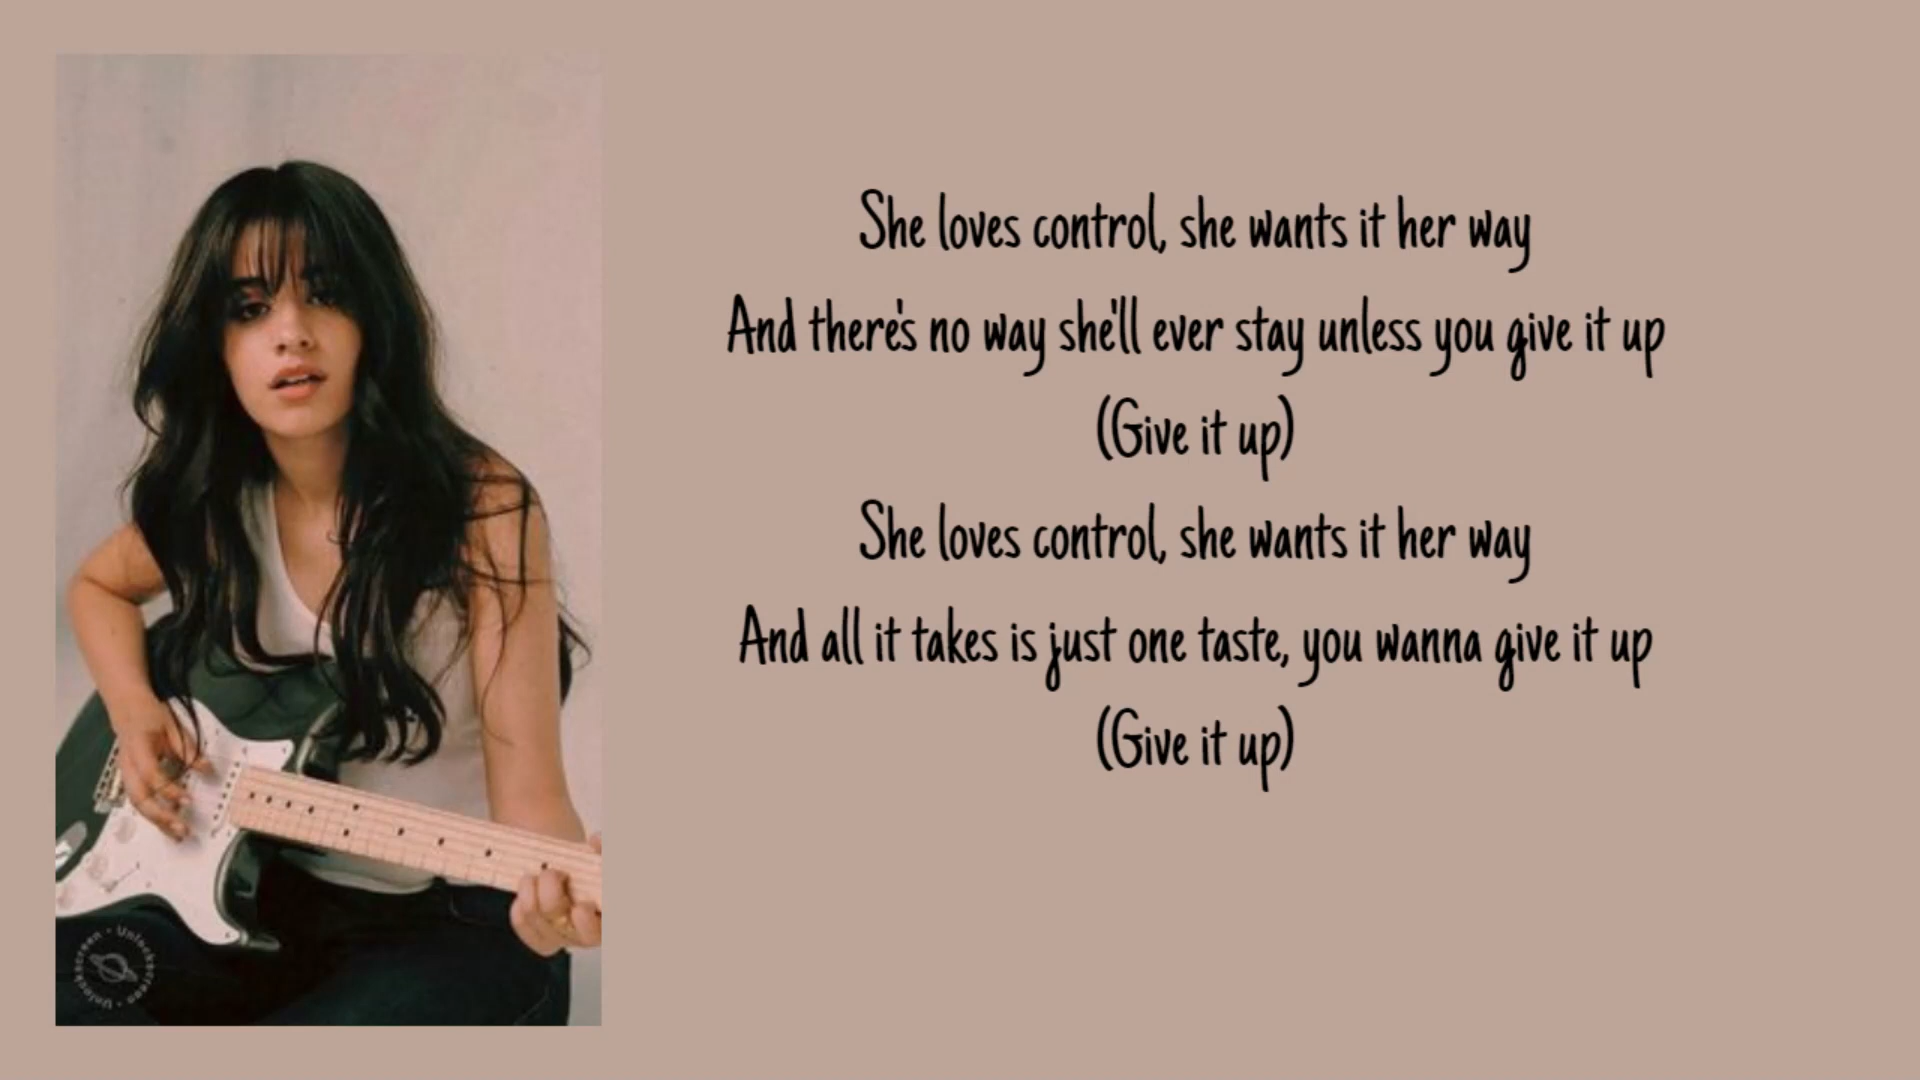 She loves control, she wants it her way
And there's no way she'll ever stay unless you give it up
(Give it up)
She loves control, she wants it her way
And all it takes is just one taste, you wanna give it up
(Give it up)
Unlockscreen • Unlockscreen •